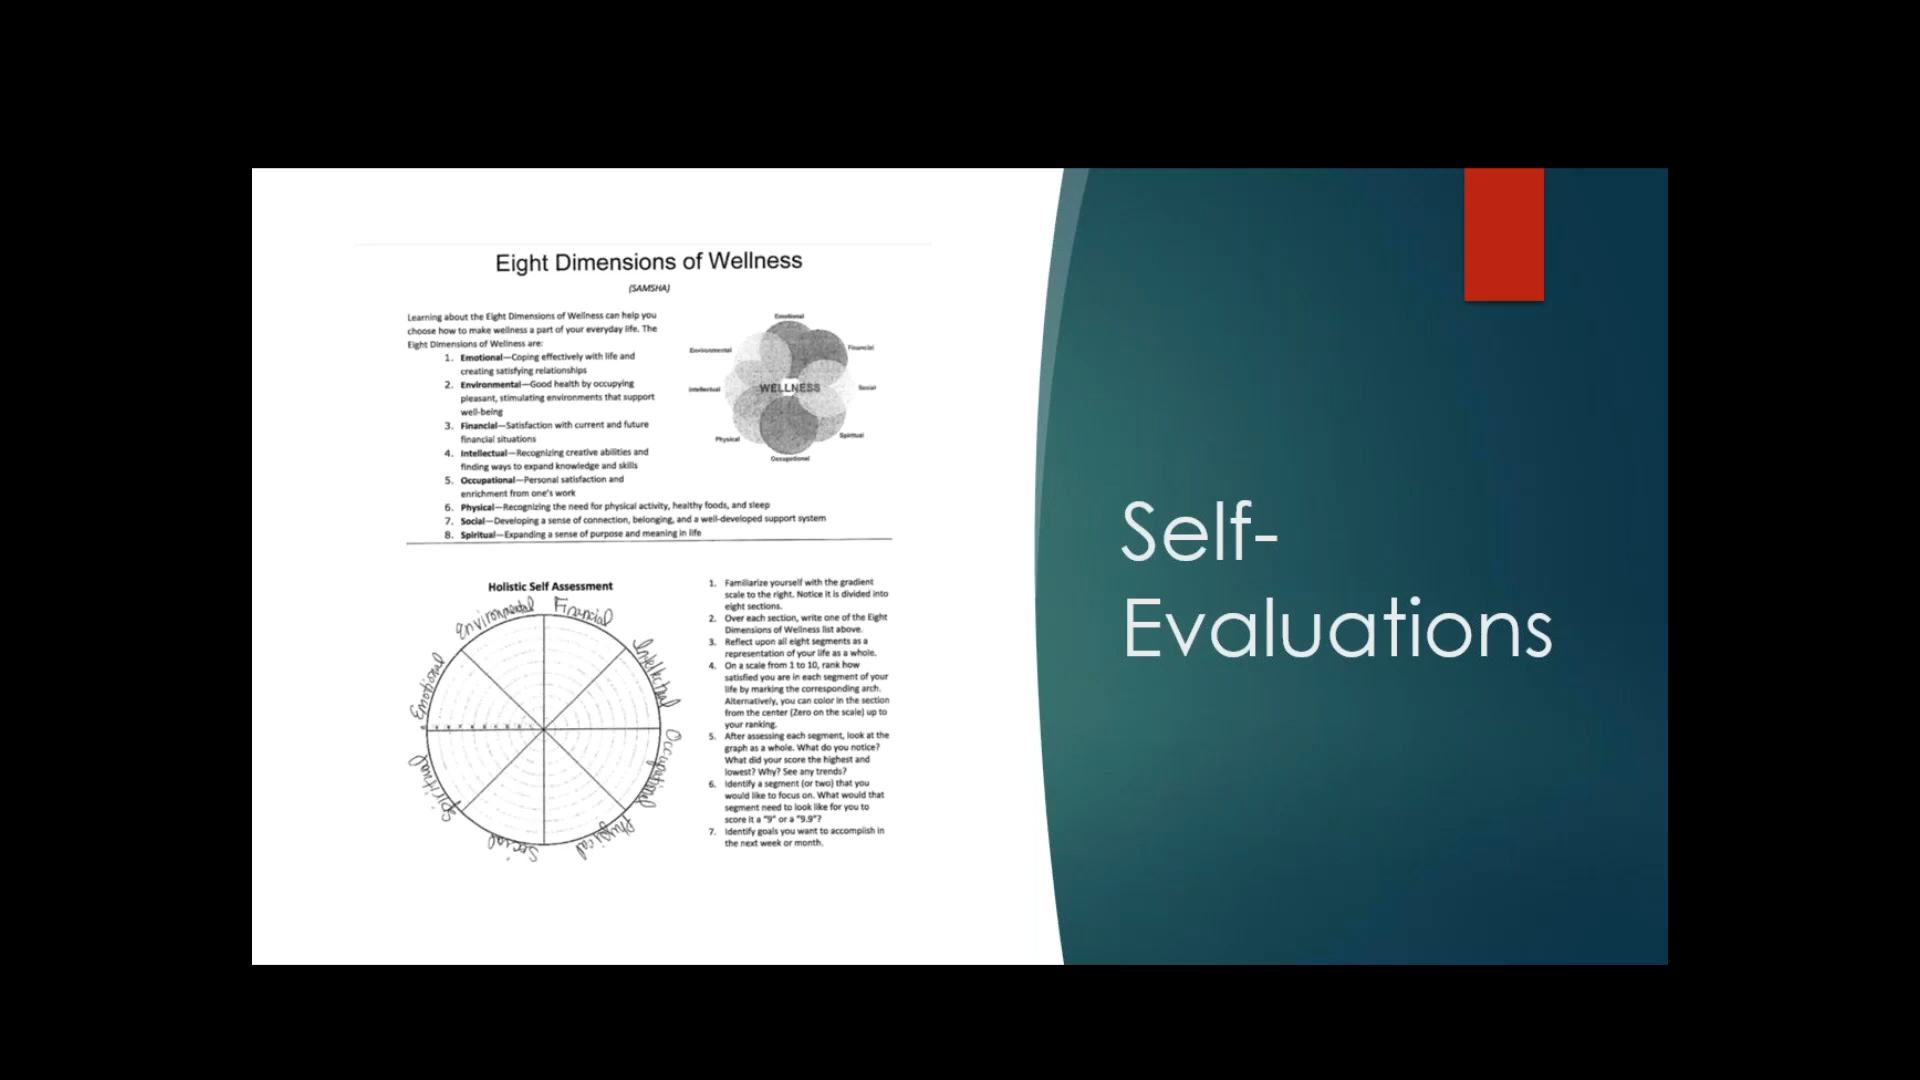 Eight Dimensions of Wellness
(SAMSHA)
Learning about the Eight Dimensions of Wellness can help you
choose how to make wellness a part of your everyday life. The
Eight Dimensions of Wellness are:
1. Emotional—Coping effectively with life and
creating satisfying relationships
2. Environmental—Good health by occupying
pleasant, stimulating environments that support
well-being
3. Financial—Satisfaction with current and future
financial situations
4. Intellectual—Recognizing creative abilities and
finding ways to expand knowledge and skills
5. Occupational—Personal satisfaction and
enrichment from one's work
6. Physical—Recognizing the need for physical activity, healthy foods, and sleep
7. Social—Developing a sense of connection, belonging, and a well-developed support system
8. Spiritual—Expanding a sense of purpose and meaning in life
Emotional
Environmental
Financial
Intellectual
WELLNESS
Social
Physical
Spiritual
Occupational
Holistic Self Assessment
Environmental
Financial
Intellectual
Occupational
Physical
Social
Spiritual
Emotional
1. Familiarize yourself with the gradient
scale to the right. Notice it is divided into
eight sections.
2. Over each section, write one of the Eight
Dimensions of Wellness list above.
3. Reflect upon all eight segments as a
representation of your life as a whole.
4. On a scale from 1 to 10, rank how
satisfied you are in each segment of your
life by marking the corresponding arch.
Alternatively, you can color in the section
from the center (Zero on the scale) up to
your ranking.
5. After assessing each segment, look at the
graph as a whole. What do you notice?
What did your score the highest and
lowest? Why? See any trends?
6. Identify a segment (or two) that you
would like to focus on. What would that
segment need to look like for you to
score it a "9" or a "9.9"?
7. Identify goals you want to accomplish in
the next week or month.
Self-
Evaluations